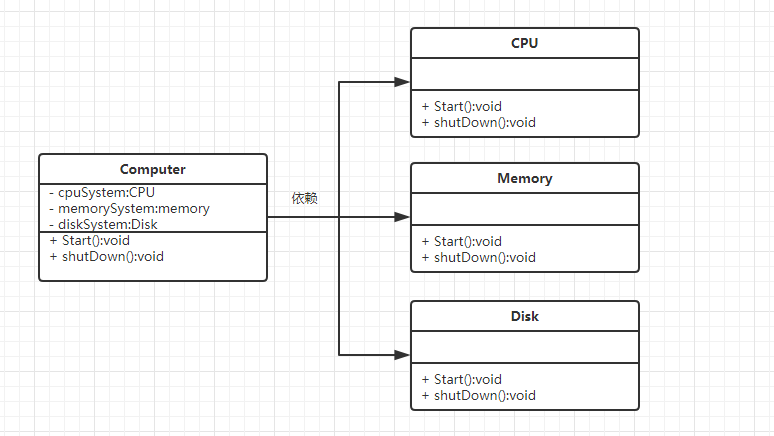 Computer
- cpuSystem:CPU
- memorySystem:memory
- diskSystem:Disk
+ Start():void
+ shutDown():void
依赖
CPU
+ Start():void
+ shutDown():void
Memory
+ Start():void
+ shutDown():void
Disk
+ Start():void
+ shutDown():void